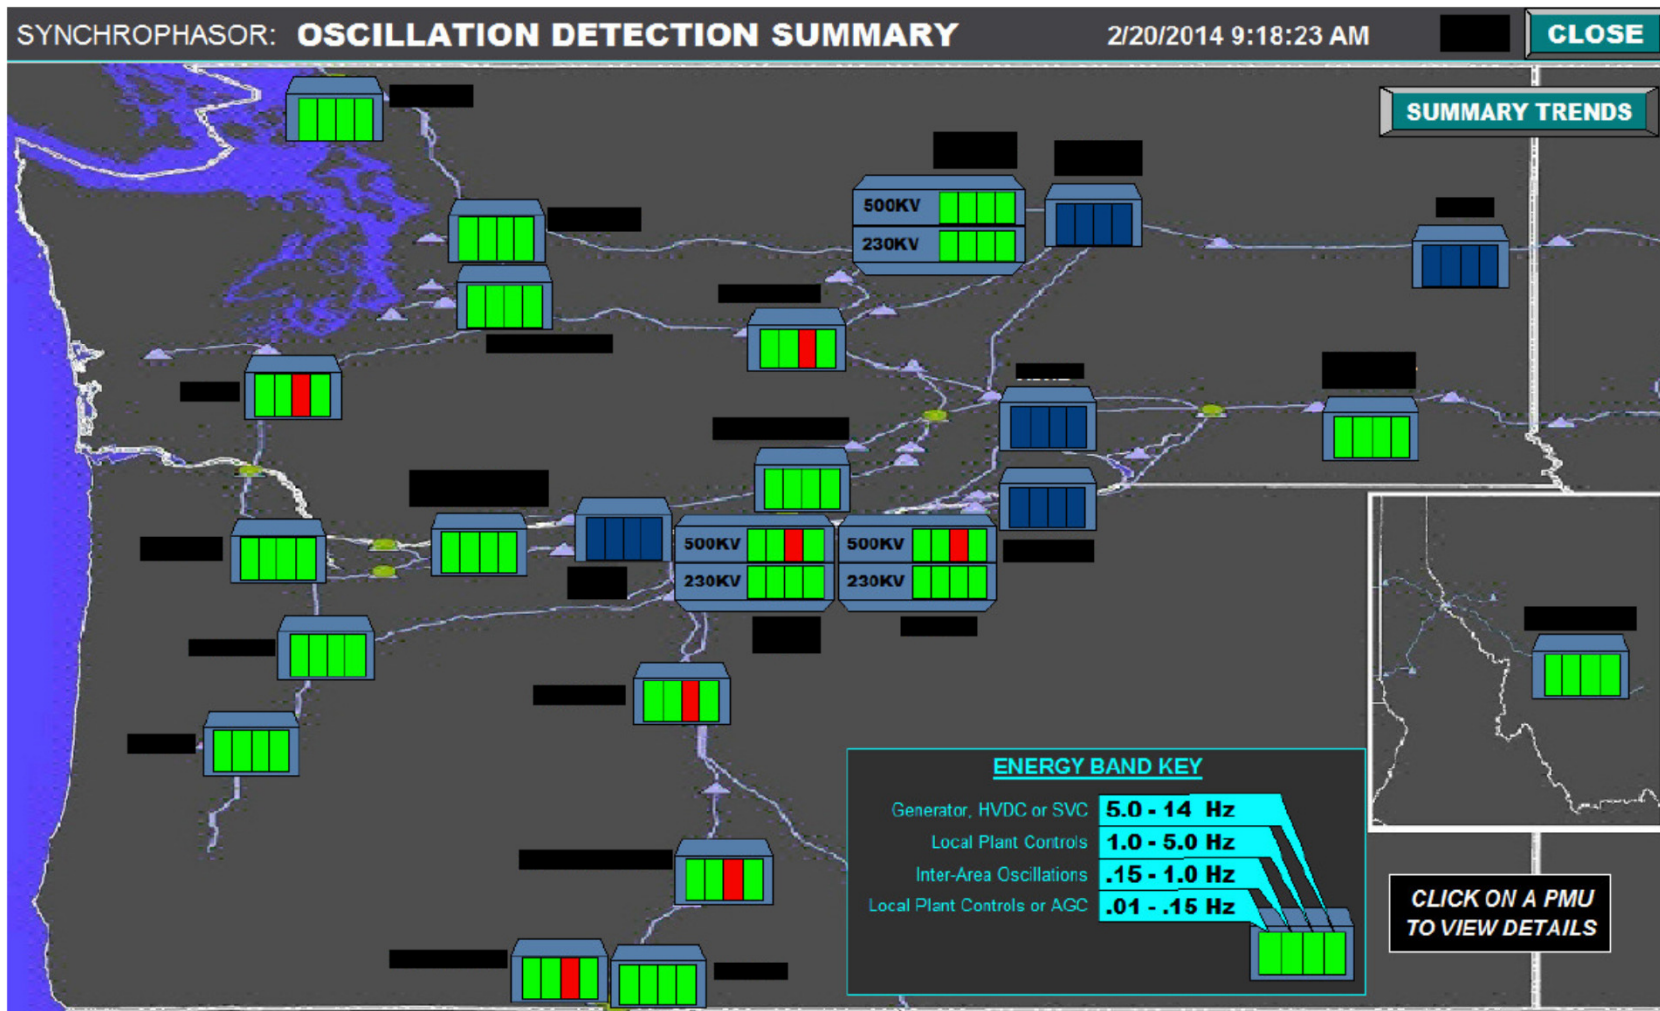 SYNCHROPHASOR: OSCILLATION DETECTION SUMMARY 2/20/2014 9:18:23 AM CLOSE
SUMMARY TRENDS
500KV
230KV
500KV
230KV
500KV
230KV
ENERGY BAND KEY
Generator, HVDC or SVC 5.0 - 14 Hz
Local Plant Controls 1.0 - 5.0 Hz
Inter-Area Oscillations .15 - 1.0 Hz
Local Plant Controls or AGC .01 - .15 Hz
CLICK ON A PMU
TO VIEW DETAILS